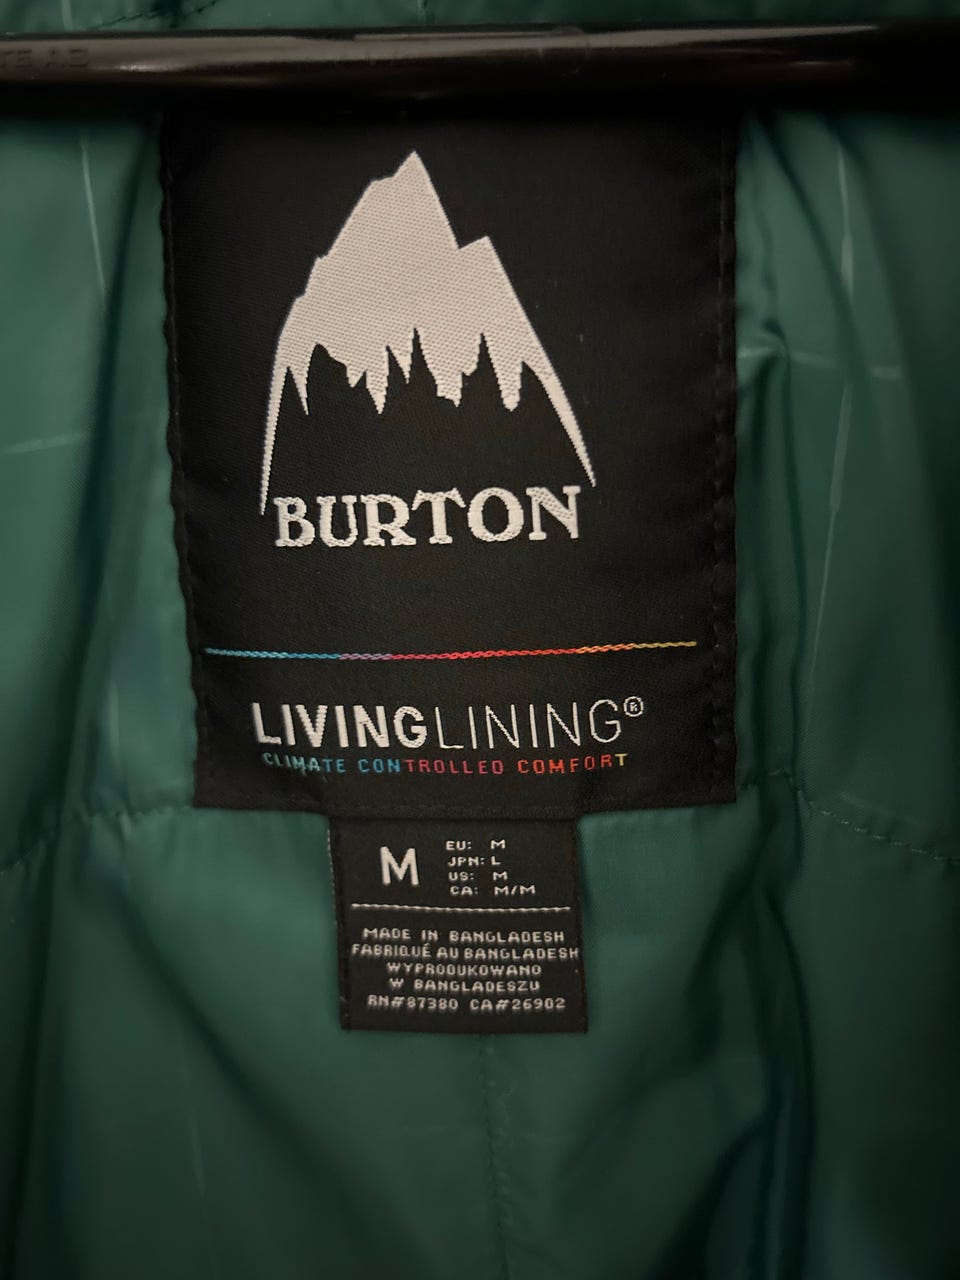 BURTON
LIVINGLINING®
CLIMATE CONTROLLED COMFORT
M
EU: M
JPN: L
US: M
CA: M/M
MADE IN BANGLADESH
FABRIQUÉ AU BANGLADESH
WYPRODUKOWANO
W BANGLADESZU
RN#87380 CA#26902